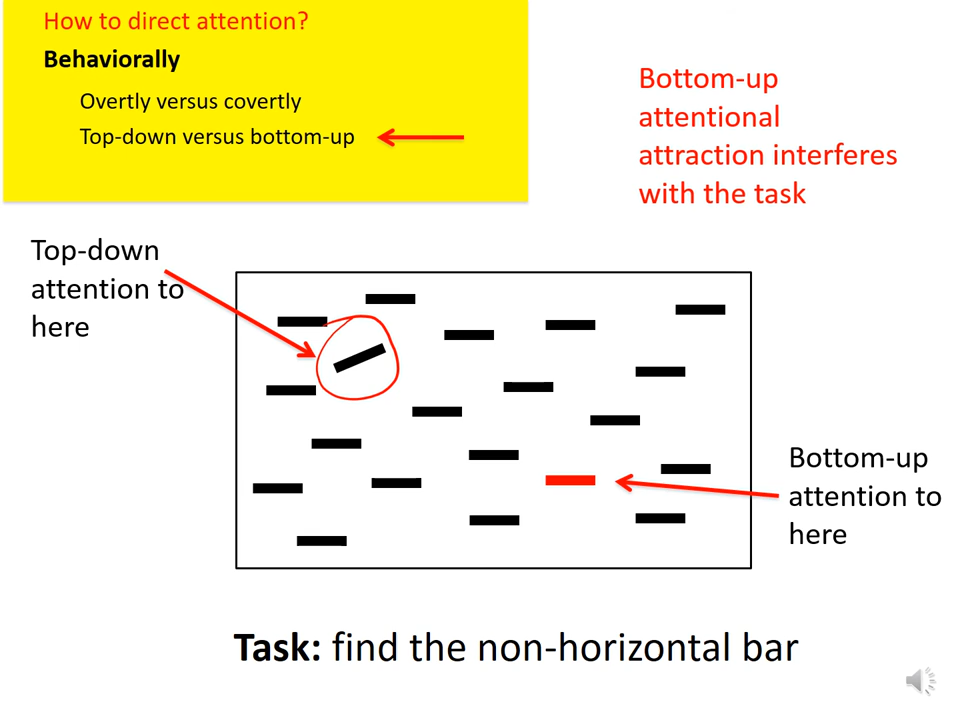 How to direct attention?
Behaviorally
Overtly versus covertly
Top-down versus bottom-up
Bottom-up
attentional
attraction interferes
with the task
Top-down
attention to
here
Bottom-up
attention to
here
Task: find the non-horizontal bar